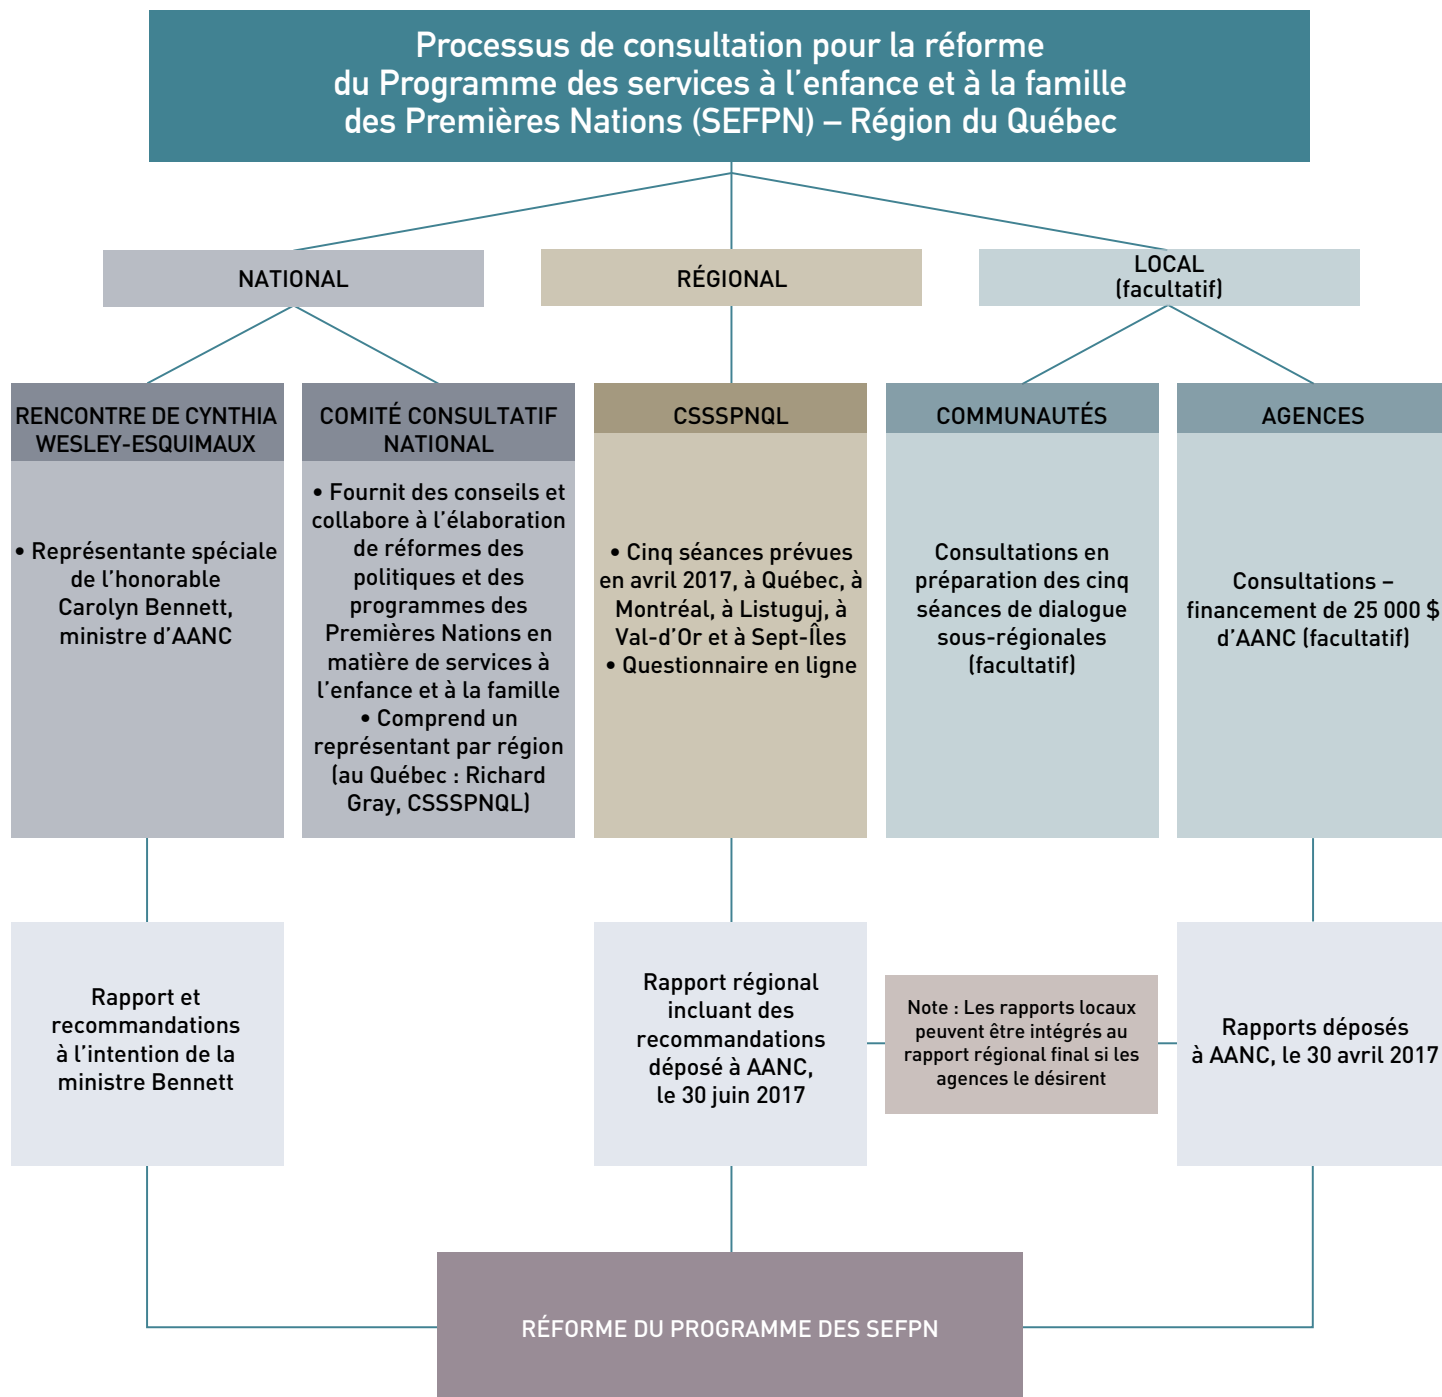 Processus de consultation pour la réforme
du Programme des services à l’enfance et à la famille
des Premières Nations (SEFPN) – Région du Québec
NATIONAL
RÉGIONAL
LOCAL
(facultatif)
RENCONTRE DE CYNTHIA
WESLEY-ESQUIMAUX
• Représentante spéciale
de l’honorable
Carolyn Bennett,
ministre d’AANC
COMITÉ CONSULTATIF
NATIONAL
• Fournit des conseils et
collabore à l’élaboration
de réformes des
politiques et des
programmes des
Premières Nations en
matière de services à
l’enfance et à la famille
• Comprend un
représentant par région
(au Québec : Richard
Gray, CSSSPNQL)
CSSSPNQL
• Cinq séances prévues
en avril 2017, à Québec, à
Montréal, à Listuguj, à
Val-d’Or et à Sept-Îles
• Questionnaire en ligne
COMMUNAUTÉS
Consultations en
préparation des cinq
séances de dialogue
sous-régionales
(facultatif)
AGENCES
Consultations –
financement de 25 000 $
d’AANC (facultatif)
Rapport et
recommandations
à l’intention de la
ministre Bennett
Rapport régional
incluant des
recommandations
déposé à AANC,
le 30 juin 2017
Note : Les rapports locaux
peuvent être intégrés au
rapport régional final si les
agences le désirent
Rapports déposés
à AANC, le 30 avril 2017
RÉFORME DU PROGRAMME DES SEFPN